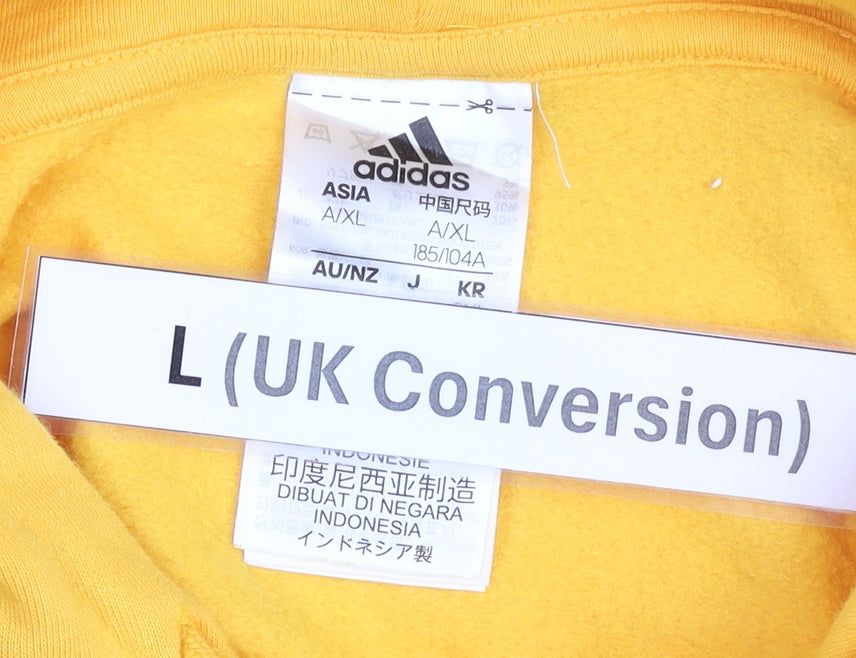 adidas
ASIA 中国尺码
A/XL A/XL
185/104A
AU/NZ J KR
L (UK Conversion)
INDONESIE
印度尼西亚制造
DIBUAT DI NEGARA
INDONESIA
インドネシア製